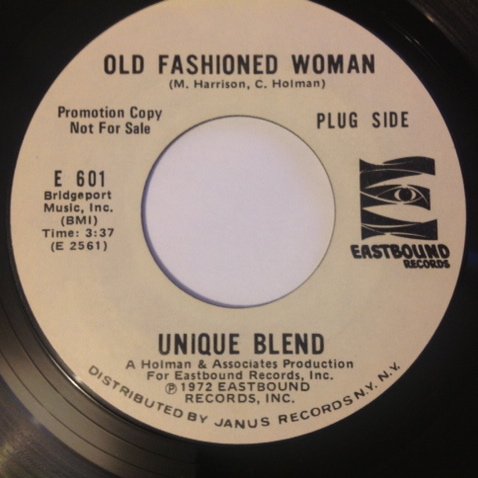 OLD FASHIONED WOMAN
(M. Harrison, C. Holman)
Promotion Copy
Not For Sale
PLUG SIDE
E 601
Bridgeport
Music, Inc.
(BMI)
Time: 3:37
(E 2561)
EASTBOUND
RECORDS
UNIQUE BLEND
A Holman & Associates Production
For Eastbound Records, Inc.
Ⓟ 1972 EASTBOUND
RECORDS, INC.
DISTRIBUTED BY JANUS RECORDS N.Y. N.Y.